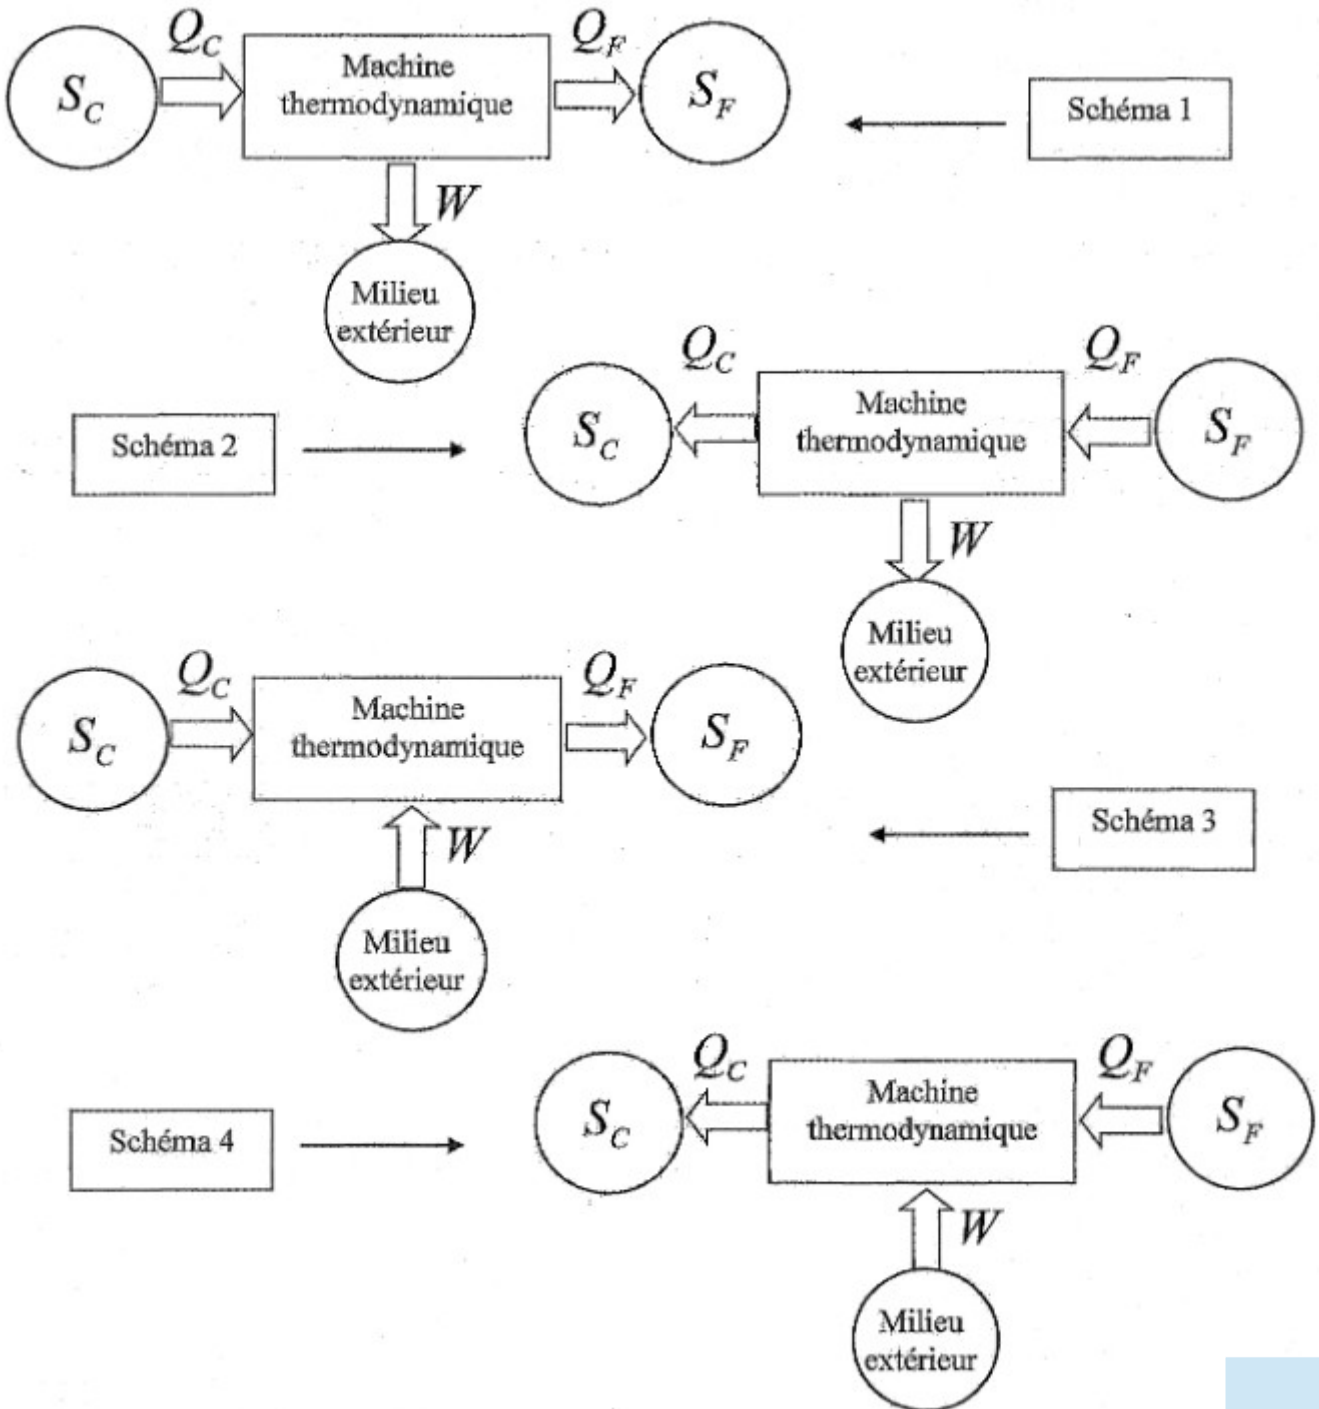 Q_C
Q_F
S_C
Machine
thermodynamique
S_F
Schéma 1
W
Milieu
extérieur
Q_C
Q_F
Schéma 2
S_C
Machine
thermodynamique
S_F
W
Milieu
extérieur
Q_C
Q_F
S_C
Machine
thermodynamique
S_F
Schéma 3
W
Milieu
extérieur
Q_C
Q_F
Schéma 4
S_C
Machine
thermodynamique
S_F
W
Milieu
extérieur